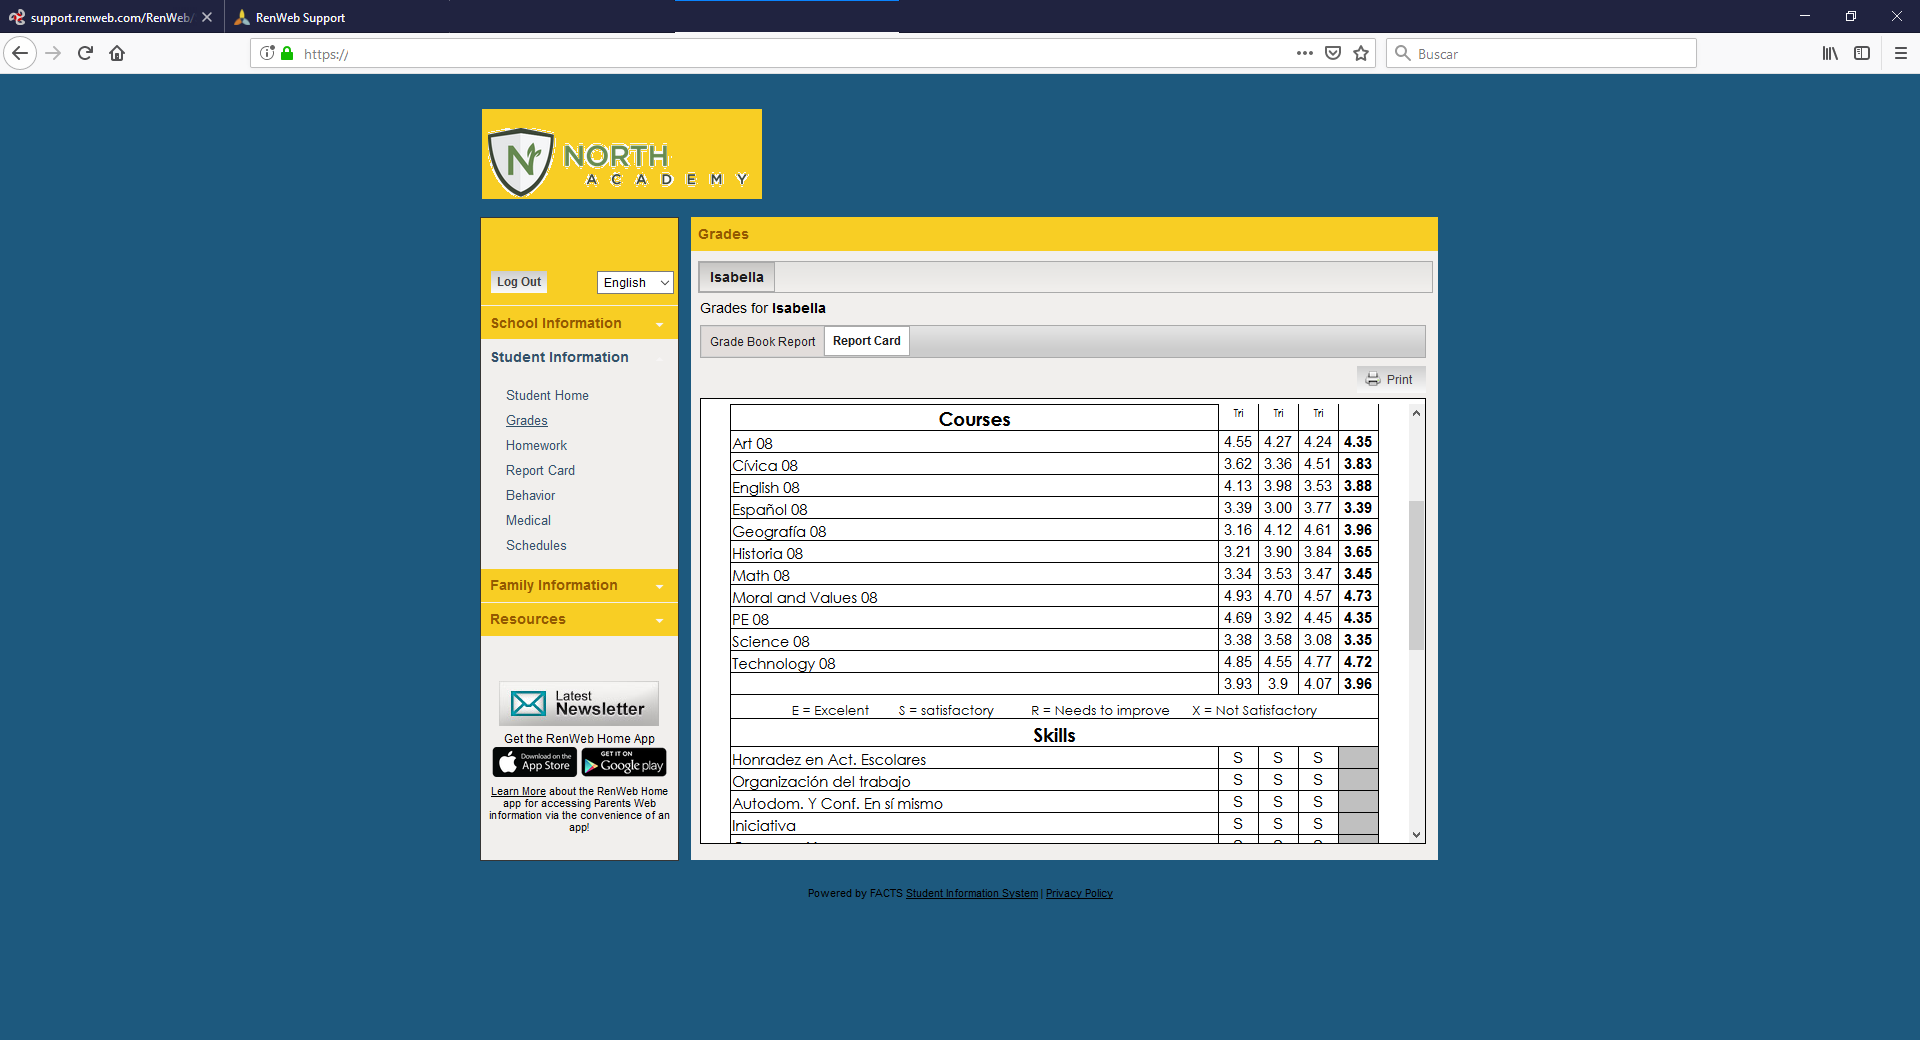 support.renweb.com/RenWeb/
RenWeb Support
https://
Buscar
NORTH
ACADEMY
Log Out
English
School Information
Student Information
Student Home
Grades
Homework
Report Card
Behavior
Medical
Schedules
Family Information
Resources
Latest
Newsletter
Get the RenWeb Home App
Download on the
App Store
GET IT ON
Google play
Learn More about the RenWeb Home
app for accessing Parents Web
information via the convenience of an
app!
Grades
Isabella
Grades for Isabella
Grade Book Report Report Card
Print
Courses Tri Tri Tri
Art 08 4.55 4.27 4.24 4.35
Cívica 08 3.62 3.36 4.51 3.83
English 08 4.13 3.98 3.53 3.88
Español 08 3.39 3.00 3.77 3.39
Geografía 08 3.16 4.12 4.61 3.96
Historia 08 3.21 3.90 3.84 3.65
Math 08 3.34 3.53 3.47 3.45
Moral and Values 08 4.93 4.70 4.57 4.73
PE 08 4.69 3.92 4.45 4.35
Science 08 3.38 3.58 3.08 3.35
Technology 08 4.85 4.55 4.77 4.72
3.93 3.9 4.07 3.96
E = Excelent S = satisfactory R = Needs to improve X = Not Satisfactory
Skills
Honradez en Act. Escolares S S S
Organización del trabajo S S S
Autodom. Y Conf. En sí mismo S S S
Iniciativa S S S
Powered by FACTS Student Information System | Privacy Policy